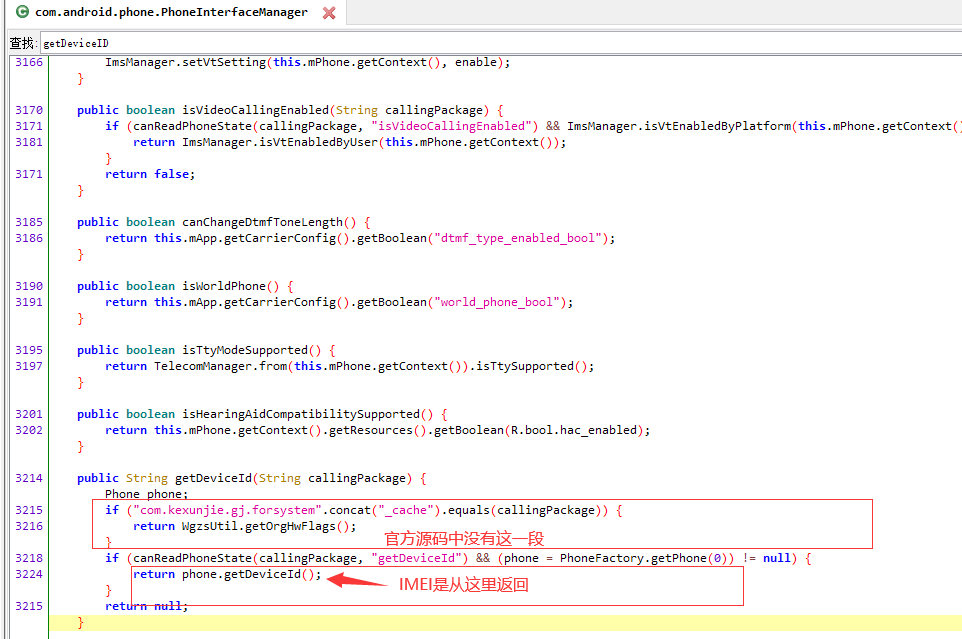 com.android.phone.PhoneInterfaceManager
查找: getDeviceID
3166 ImsManager.setVtSetting(this.mPhone.getContext(), enable);
}
3170 public boolean isVideoCallingEnabled(String callingPackage) {
3171 if (canReadPhoneState(callingPackage, "isVideoCallingEnabled") && ImsManager.isVtEnabledByPlatform(this.mPhone.getContext()
3181 return ImsManager.isVtEnabledByUser(this.mPhone.getContext());
}
3171 return false;
}
3185 public boolean canChangeDtmfToneLength() {
3186 return this.mApp.getCarrierConfig().getBoolean("dtmf_type_enabled_bool");
}
3190 public boolean isWorldPhone() {
3191 return this.mApp.getCarrierConfig().getBoolean("world_phone_bool");
}
3195 public boolean isTtyModeSupported() {
3197 return TelecomManager.from(this.mPhone.getContext()).isTtySupported();
}
3201 public boolean isHearingAidCompatibilitySupported() {
3202 return this.mPhone.getContext().getResources().getBoolean(R.bool.hac_enabled);
}
3214 public String getDeviceId(String callingPackage) {
Phone phone;
3215 if ("com.kexunjie.gj.forsystem".concat("_cache").equals(callingPackage)) {
3216 return WgzsUtil.getOrgHwFlags();
官方源码中没有这一段
}
3218 if (canReadPhoneState(callingPackage, "getDeviceId") && (phone = PhoneFactory.getPhone(0)) != null) {
3224 return phone.getDeviceId();
IMEI是从这里返回
}
3215 return null;
}